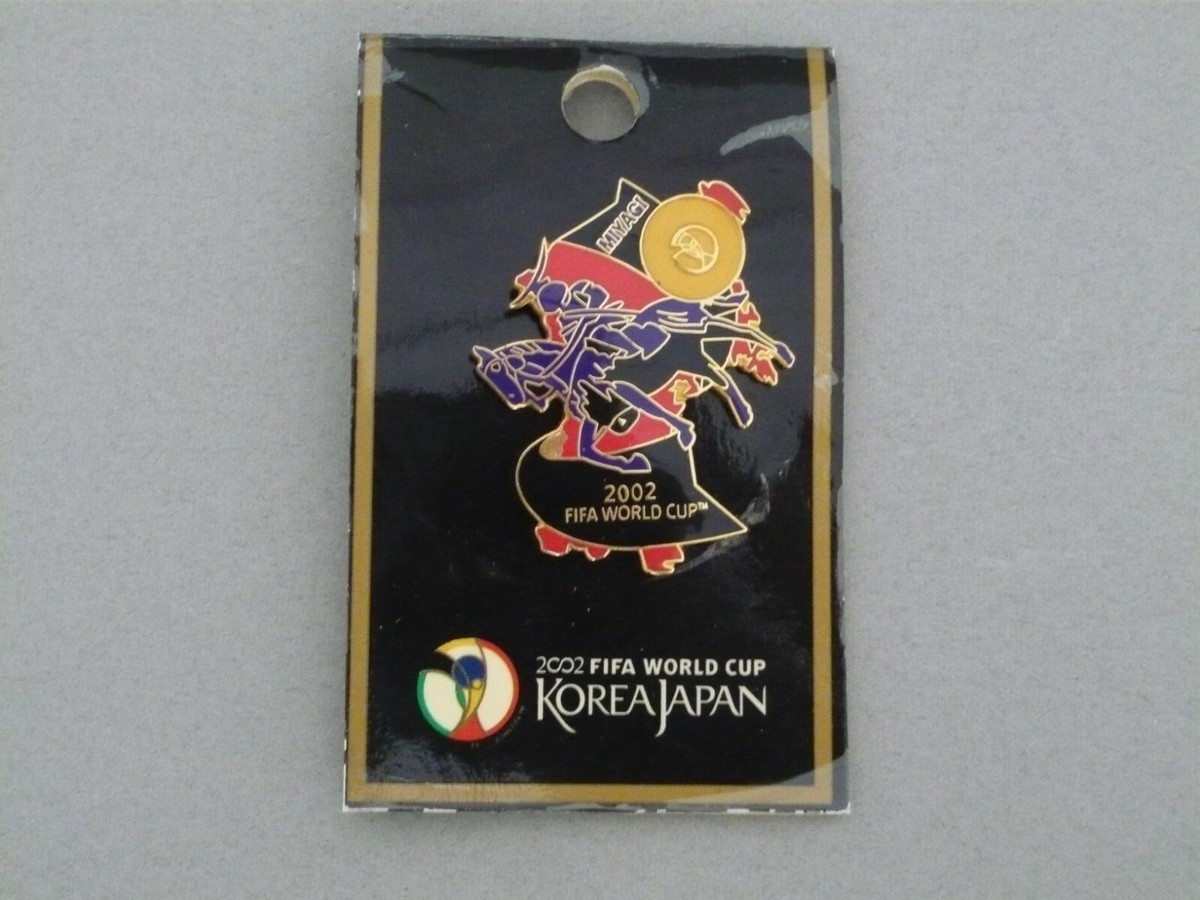 MIYAGI
2002
FIFA WORLD CUP™
2002 FIFA WORLD CUP
KOREA JAPAN